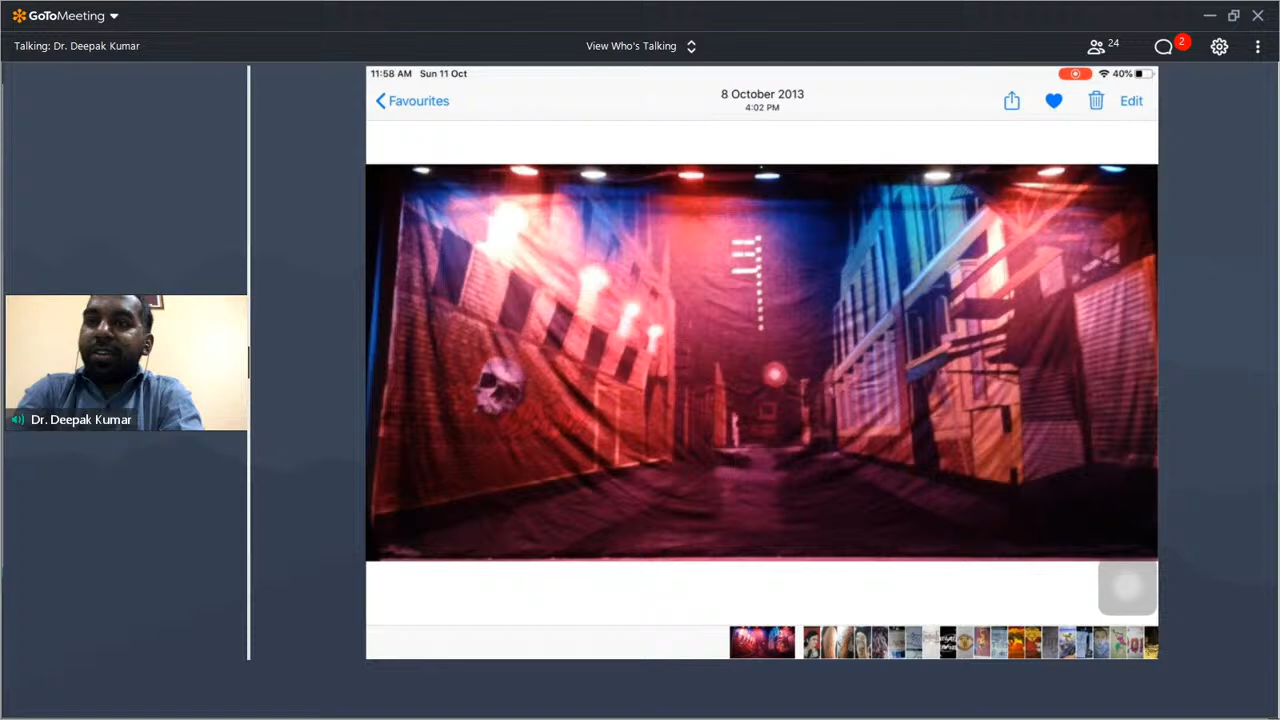 GoToMeeting
Talking: Dr. Deepak Kumar
View Who's Talking
24
2
11:58 AM Sun 11 Oct
40%
Favourites
8 October 2013
4:02 PM
Edit
Dr. Deepak Kumar